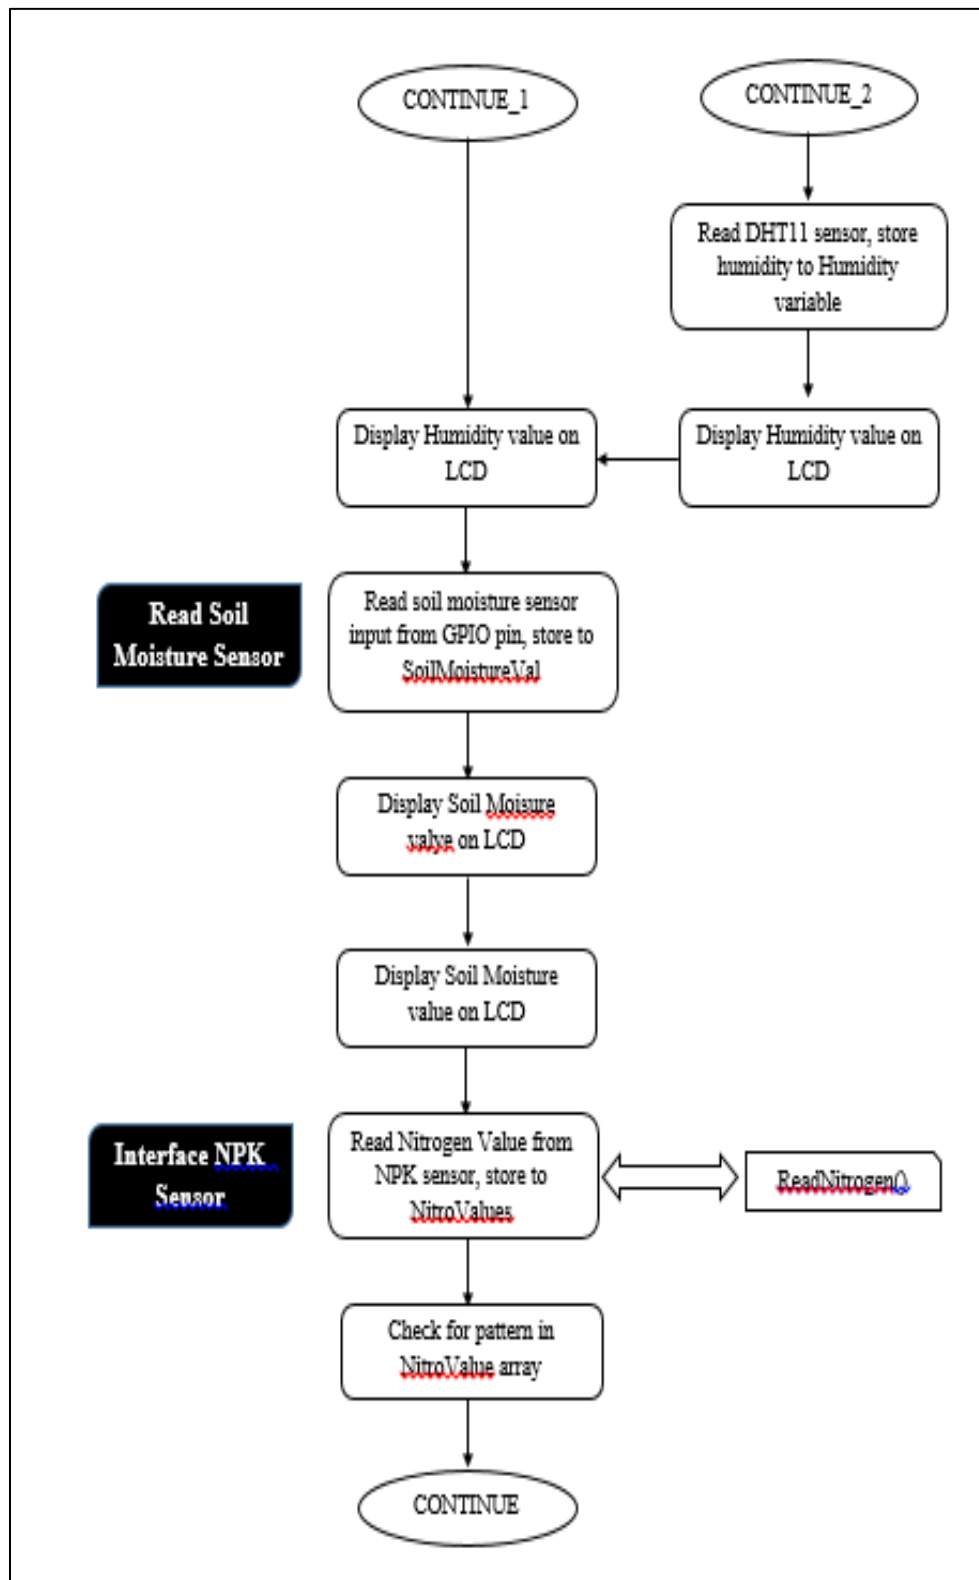 CONTINUE_1
CONTINUE_2
Read DHT11 sensor, store
humidity to Humidity
variable
Display Humidity value on
LCD
Display Humidity value on
LCD
Read Soil
Moisture Sensor
Read soil moisture sensor
input from GPIO pin, store to
SoilMoistureVal
Display Soil Moisure
valye on LCD
Display Soil Moisture
value on LCD
Interface NPK
Sensor
Read Nitrogen Value from
NPK sensor, store to
NitroValues
ReadNitrogen()
Check for pattern in
NitroValue array
CONTINUE